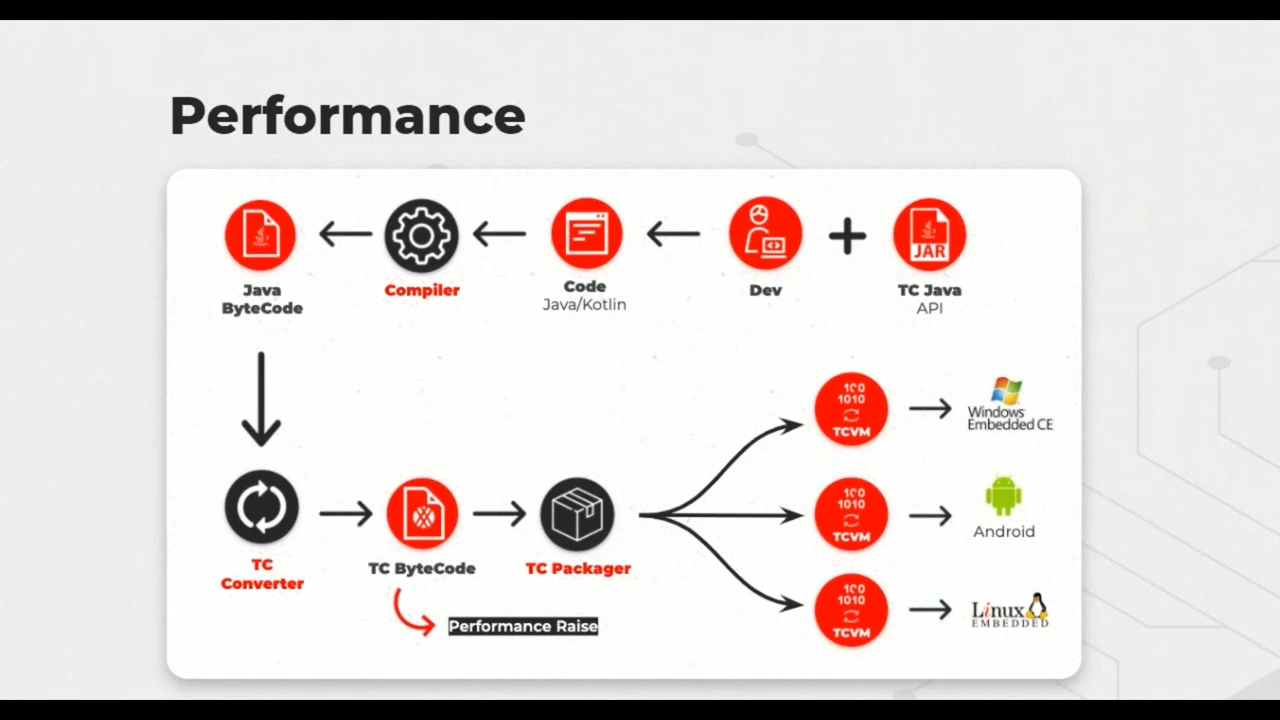 Performance
JAR
Java
ByteCode
Compiler
Code
Java/Kotlin
Dev
TC Java
API
100
1010
TCVM
Windows
Embedded CE
100
1010
TCVM
Android
TC
Converter
TC ByteCode
TC Packager
100
1010
TCVM
Linux
EMBEDDED
Performance Raise